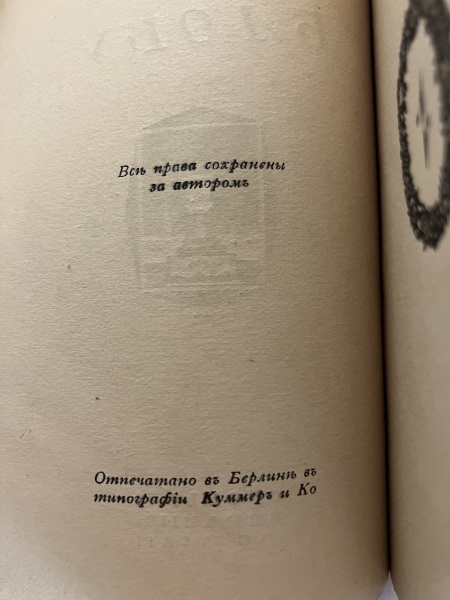 Всѣ права сохранены
за авторомъ
Отпечатано въ Берлинѣ въ
типографіи Куммеръ и Ко